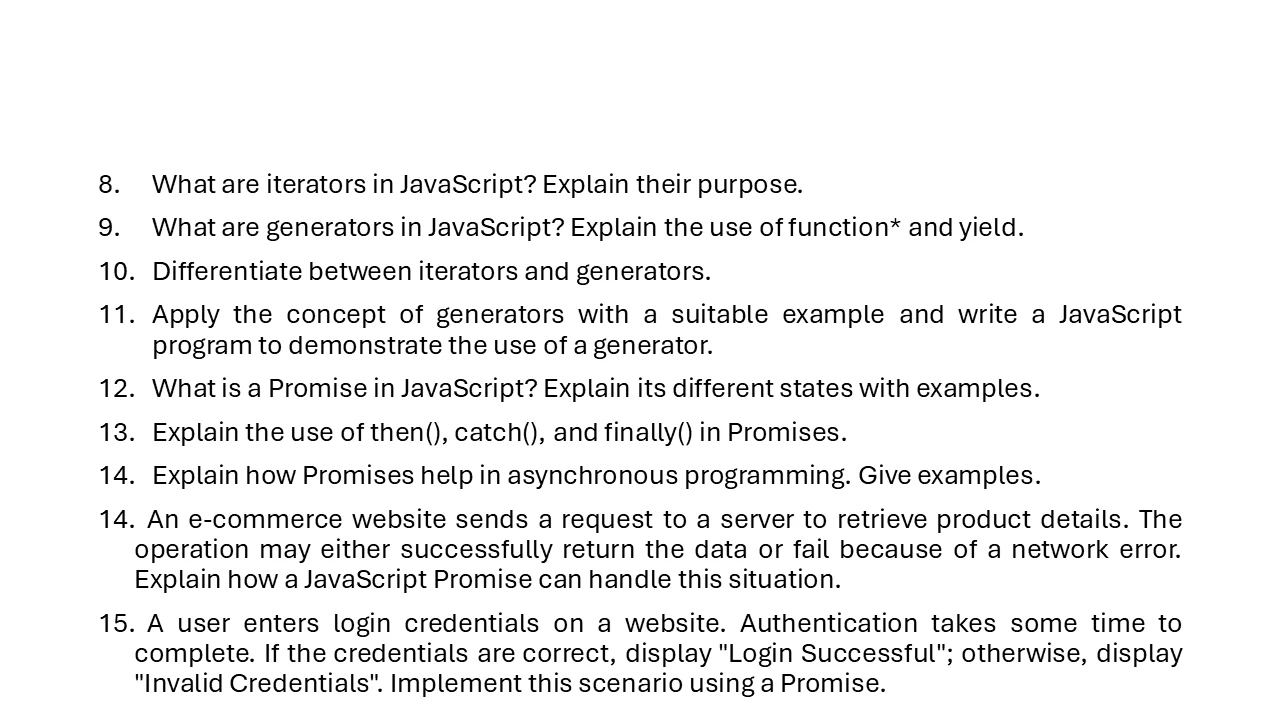 8. What are iterators in JavaScript? Explain their purpose.
9. What are generators in JavaScript? Explain the use of function* and yield.
10. Differentiate between iterators and generators.
11. Apply the concept of generators with a suitable example and write a JavaScript
program to demonstrate the use of a generator.
12. What is a Promise in JavaScript? Explain its different states with examples.
13. Explain the use of then(), catch(), and finally() in Promises.
14. Explain how Promises help in asynchronous programming. Give examples.
14. An e-commerce website sends a request to a server to retrieve product details. The
operation may either successfully return the data or fail because of a network error.
Explain how a JavaScript Promise can handle this situation.
15. A user enters login credentials on a website. Authentication takes some time to
complete. If the credentials are correct, display "Login Successful"; otherwise, display
"Invalid Credentials". Implement this scenario using a Promise.